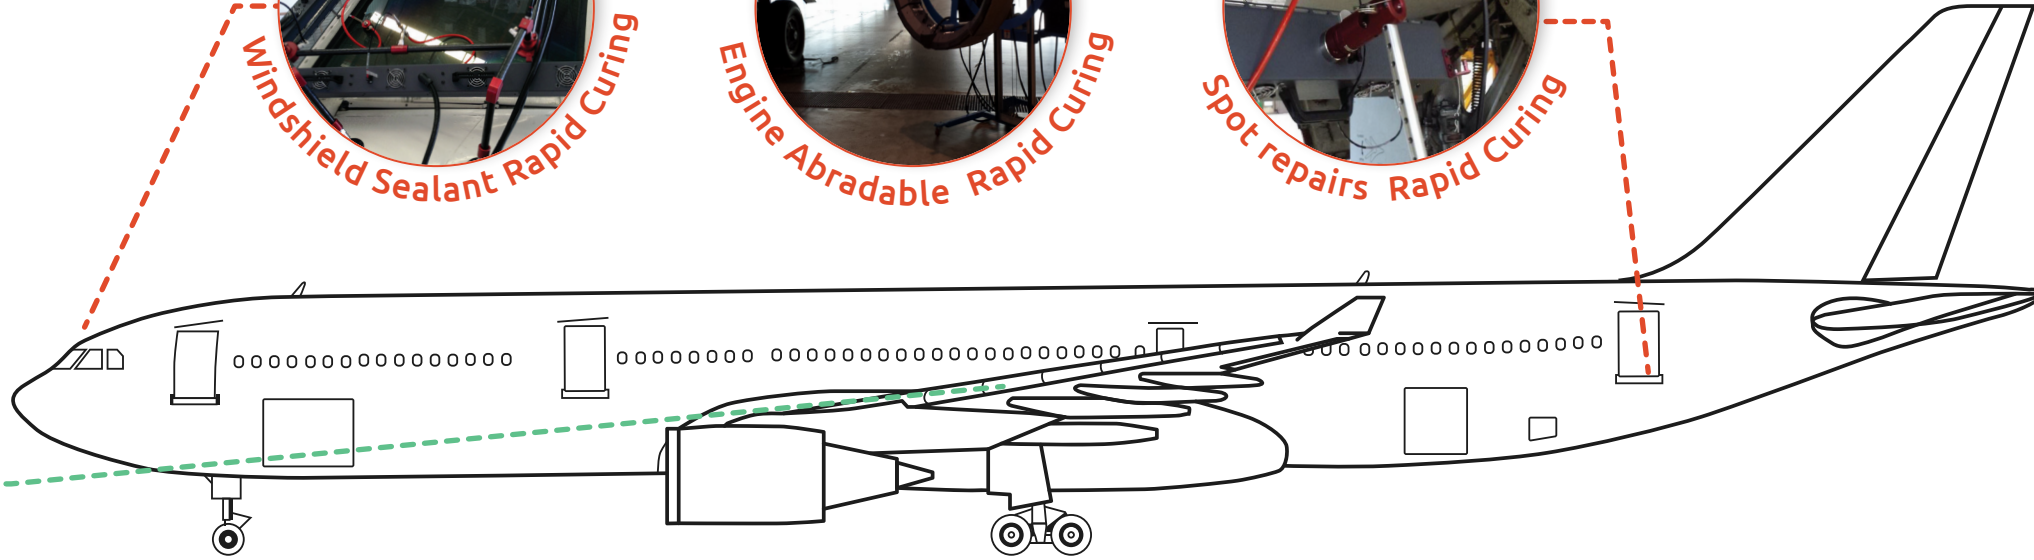 Windshield Sealant Rapid Curing
Engine Abradable Rapid Curing
Spot repairs Rapid Curing